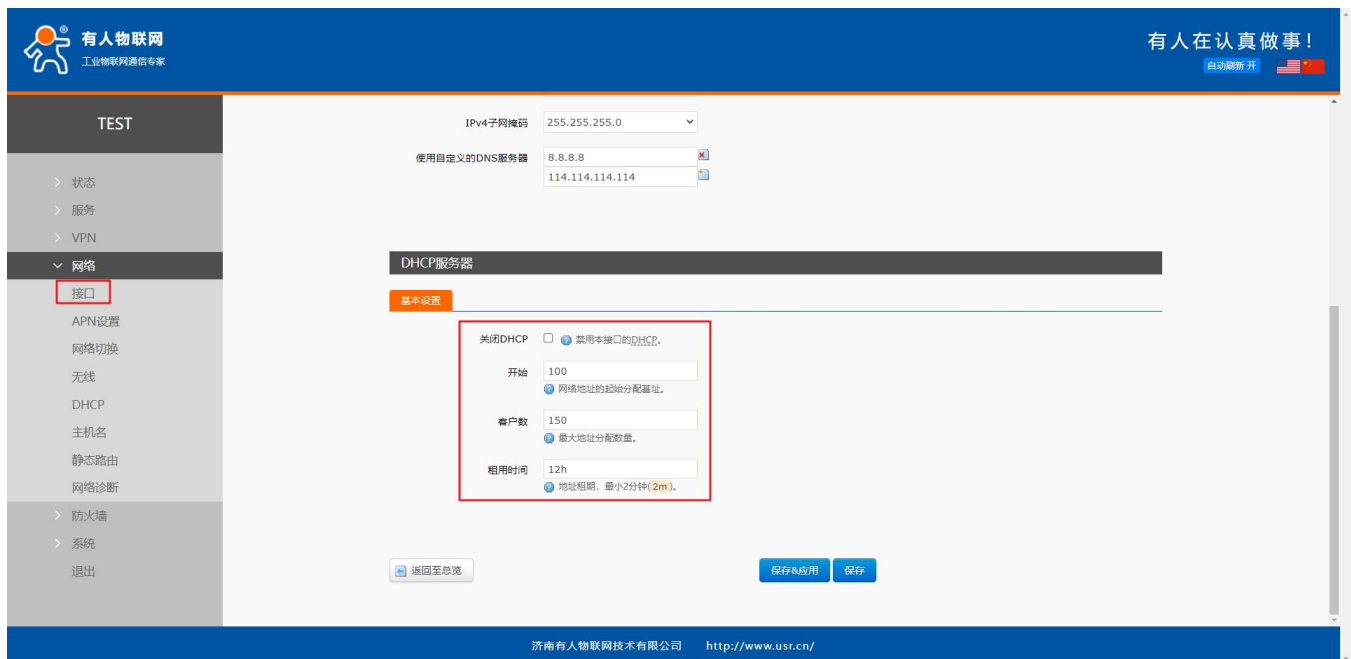 有人物联网
工业物联网通信专家
有人在认真做事!
自动刷新 开
TEST
状态
服务
VPN
网络
接口
APN设置
网络切换
无线
DHCP
主机名
静态路由
网络诊断
防火墙
系统
退出
IPv4子网掩码 255.255.255.0
使用自定义的DNS服务器 8.8.8.8
114.114.114.114
DHCP服务器
基本设置
关闭DHCP 禁用本接口的DHCP。
开始 100
网络地址的起始分配基址。
客户数 150
最大地址分配数量。
租用时间 12h
地址租期，最小2分钟(2m)。
返回至总览 保存&应用 保存
济南有人物联网技术有限公司 http://www.usr.cn/